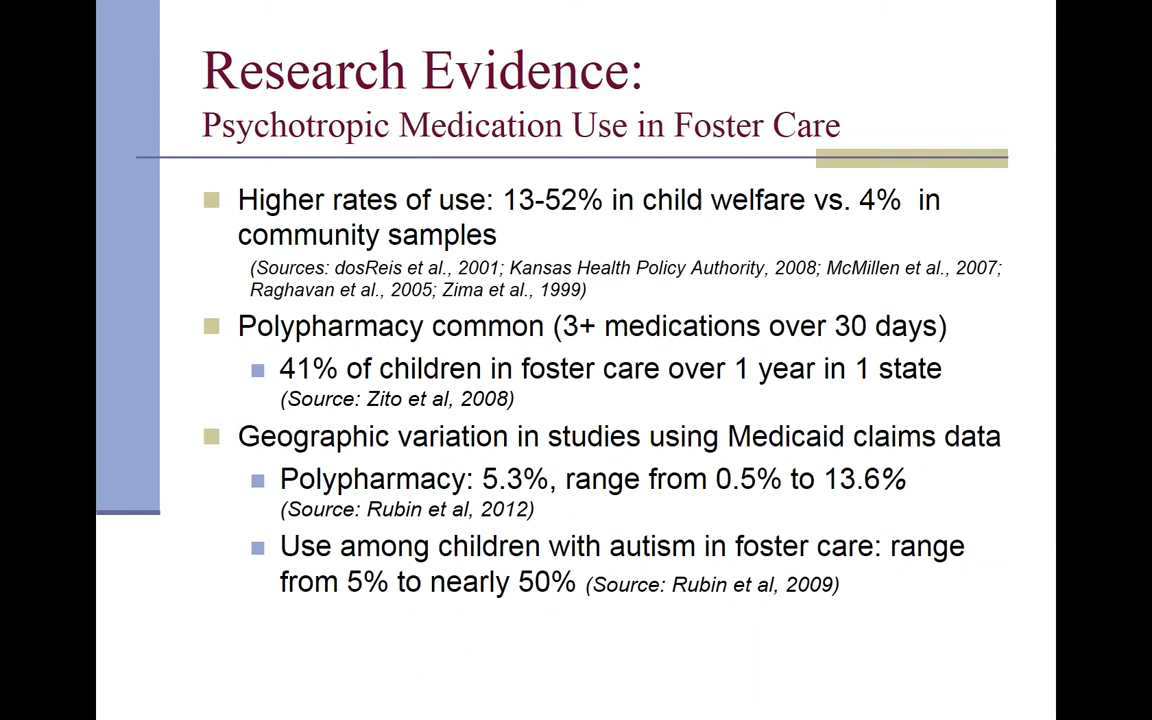 Research Evidence:
Psychotropic Medication Use in Foster Care
Higher rates of use: 13-52% in child welfare vs. 4% in
community samples
(Sources: dosReis et al., 2001; Kansas Health Policy Authority, 2008; McMillen et al., 2007;
Raghavan et al., 2005; Zima et al., 1999)
Polypharmacy common (3+ medications over 30 days)
41% of children in foster care over 1 year in 1 state
(Source: Zito et al, 2008)
Geographic variation in studies using Medicaid claims data
Polypharmacy: 5.3%, range from 0.5% to 13.6%
(Source: Rubin et al, 2012)
Use among children with autism in foster care: range
from 5% to nearly 50% (Source: Rubin et al, 2009)